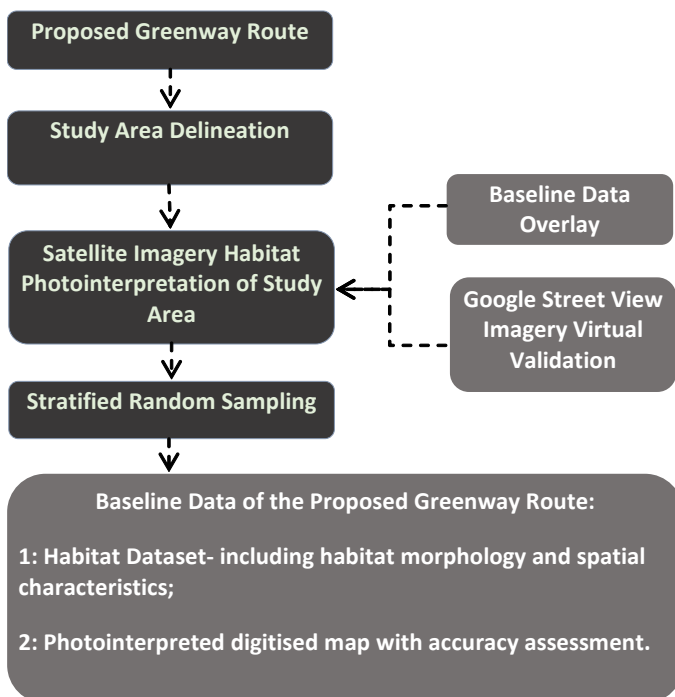 Proposed Greenway Route
Study Area Delineation
Satellite Imagery Habitat
Photointerpretation of Study
Area
Baseline Data
Overlay
Google Street View
Imagery Virtual
Validation
Stratified Random Sampling
Baseline Data of the Proposed Greenway Route:
1: Habitat Dataset- including habitat morphology and spatial
characteristics;
2: Photointerpreted digitised map with accuracy assessment.